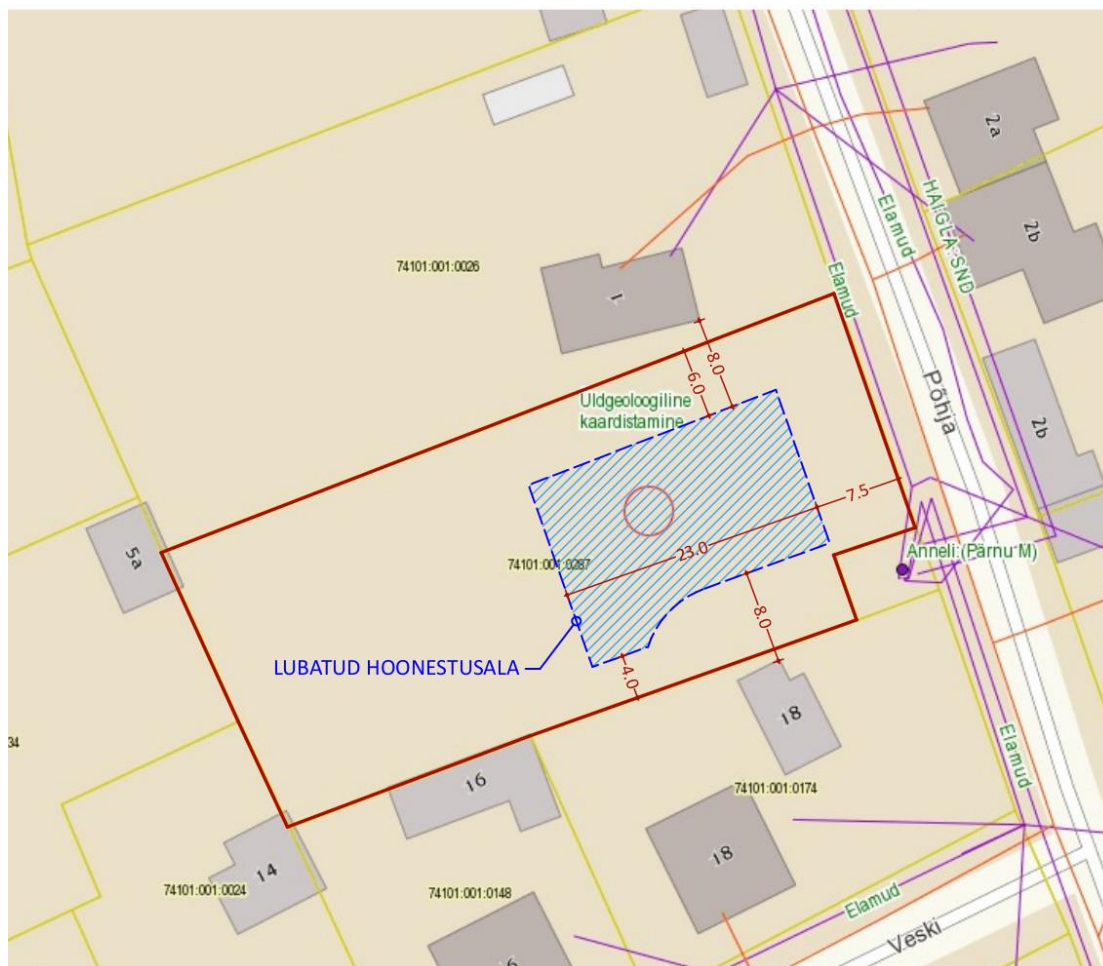 2a
2b
HAIGLA:SND
Elamud
74101:001:0026
1
Elamud
8.0
6.0
Põhja
Üldgeoloogiline
kaardistamine
2b
7.5
5a
23.0
Anneli:(Pärnu M)
74101:001:0287
8.0
LUBATUD HOONESTUSALA
4.0
18
34
Elamud
16
74101:001:0174
18
14
74101:001:0024
74101:001:0148
Elamud
Veski